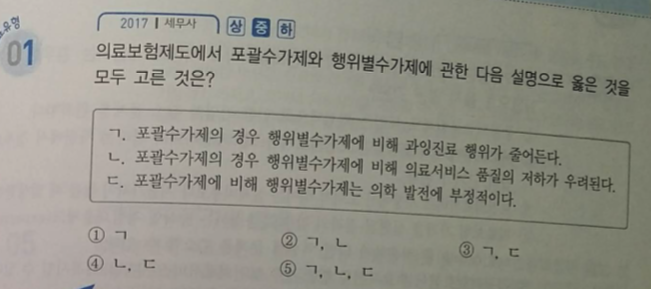 유형
01
2017 | 세무사 상 중 하
의료보험제도에서 포괄수가제와 행위별수가제에 관한 다음 설명으로 옳은 것을
모두 고른 것은?
ㄱ. 포괄수가제의 경우 행위별수가제에 비해 과잉진료 행위가 줄어든다.
ㄴ. 포괄수가제의 경우 행위별수가제에 비해 의료서비스 품질의 저하가 우려된다.
ㄷ. 포괄수가제에 비해 행위별수가제는 의학 발전에 부정적이다.
① ㄱ ② ㄱ, ㄴ ③ ㄱ, ㄷ
④ ㄴ, ㄷ ⑤ ㄱ, ㄴ, ㄷ